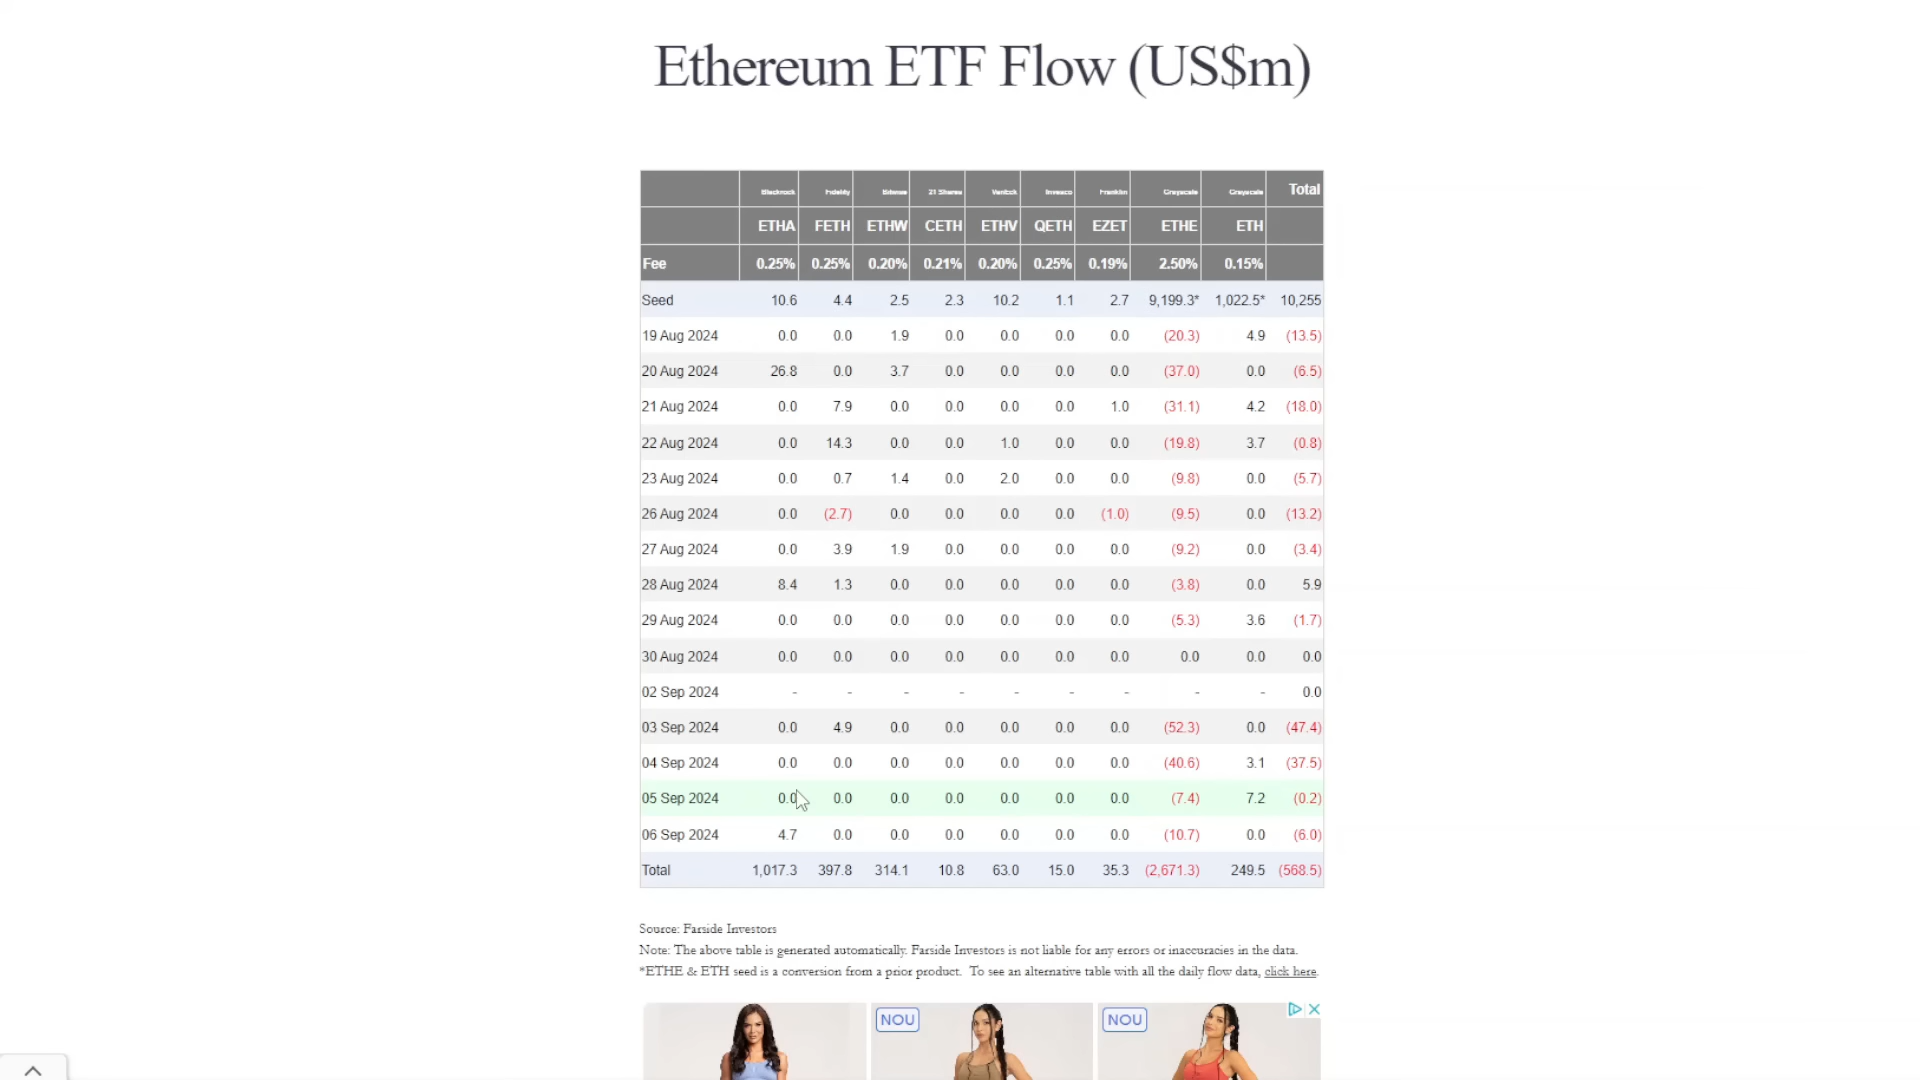 Ethereum ETF Flow (US$m)
Blackrock Fidelity Bitwise 21 Shares VanEck Invesco Franklin Grayscale Grayscale Total
ETHA FETH ETHW CETH ETHV QETH EZET ETHE ETH
Fee 0.25% 0.25% 0.20% 0.21% 0.20% 0.25% 0.19% 2.50% 0.15%
Seed 10.6 4.4 2.5 2.3 10.2 1.1 2.7 9,199.3* 1,022.5* 10,255
19 Aug 2024 0.0 0.0 1.9 0.0 0.0 0.0 0.0 (20.3) 4.9 (13.5)
20 Aug 2024 26.8 0.0 3.7 0.0 0.0 0.0 0.0 (37.0) 0.0 (6.5)
21 Aug 2024 0.0 7.9 0.0 0.0 0.0 0.0 1.0 (31.1) 4.2 (18.0)
22 Aug 2024 0.0 14.3 0.0 0.0 1.0 0.0 0.0 (19.8) 3.7 (0.8)
23 Aug 2024 0.0 0.7 1.4 0.0 2.0 0.0 0.0 (9.8) 0.0 (5.7)
26 Aug 2024 0.0 (2.7) 0.0 0.0 0.0 0.0 (1.0) (9.5) 0.0 (13.2)
27 Aug 2024 0.0 3.9 1.9 0.0 0.0 0.0 0.0 (9.2) 0.0 (3.4)
28 Aug 2024 8.4 1.3 0.0 0.0 0.0 0.0 0.0 (3.8) 0.0 5.9
29 Aug 2024 0.0 0.0 0.0 0.0 0.0 0.0 0.0 (5.3) 3.6 (1.7)
30 Aug 2024 0.0 0.0 0.0 0.0 0.0 0.0 0.0 0.0 0.0 0.0
02 Sep 2024 - - - - - - - - - 0.0
03 Sep 2024 0.0 4.9 0.0 0.0 0.0 0.0 0.0 (52.3) 0.0 (47.4)
04 Sep 2024 0.0 0.0 0.0 0.0 0.0 0.0 0.0 (40.6) 3.1 (37.5)
05 Sep 2024 0.0 0.0 0.0 0.0 0.0 0.0 0.0 (7.4) 7.2 (0.2)
06 Sep 2024 4.7 0.0 0.0 0.0 0.0 0.0 0.0 (10.7) 0.0 (6.0)
Total 1,017.3 397.8 314.1 10.8 63.0 15.0 35.3 (2,671.3) 249.5 (568.5)
Source: Farside Investors
Note: The above table is generated automatically. Farside Investors is not liable for any errors or inaccuracies in the data.
*ETHE & ETH seed is a conversion from a prior product. To see an alternative table with all the daily flow data, click here.
NOU NOU